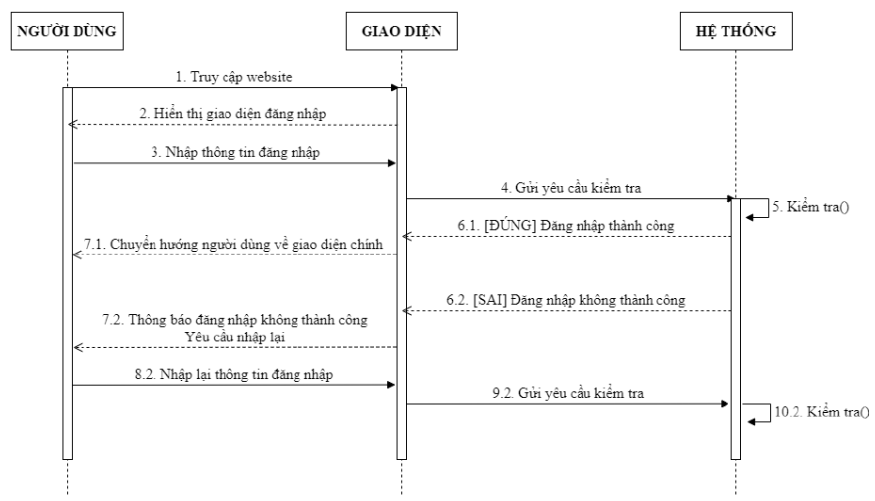 NGƯỜI DÙNG
GIAO DIỆN
HỆ THỐNG
1. Truy cập website
2. Hiển thị giao diện đăng nhập
3. Nhập thông tin đăng nhập
4. Gửi yêu cầu kiểm tra
5. Kiểm tra()
6.1. [ĐÚNG] Đăng nhập thành công
7.1. Chuyển hướng người dùng về giao diện chính
6.2. [SAI] Đăng nhập không thành công
7.2. Thông báo đăng nhập không thành công
Yêu cầu nhập lại
8.2. Nhập lại thông tin đăng nhập
9.2. Gửi yêu cầu kiểm tra
10.2. Kiểm tra()